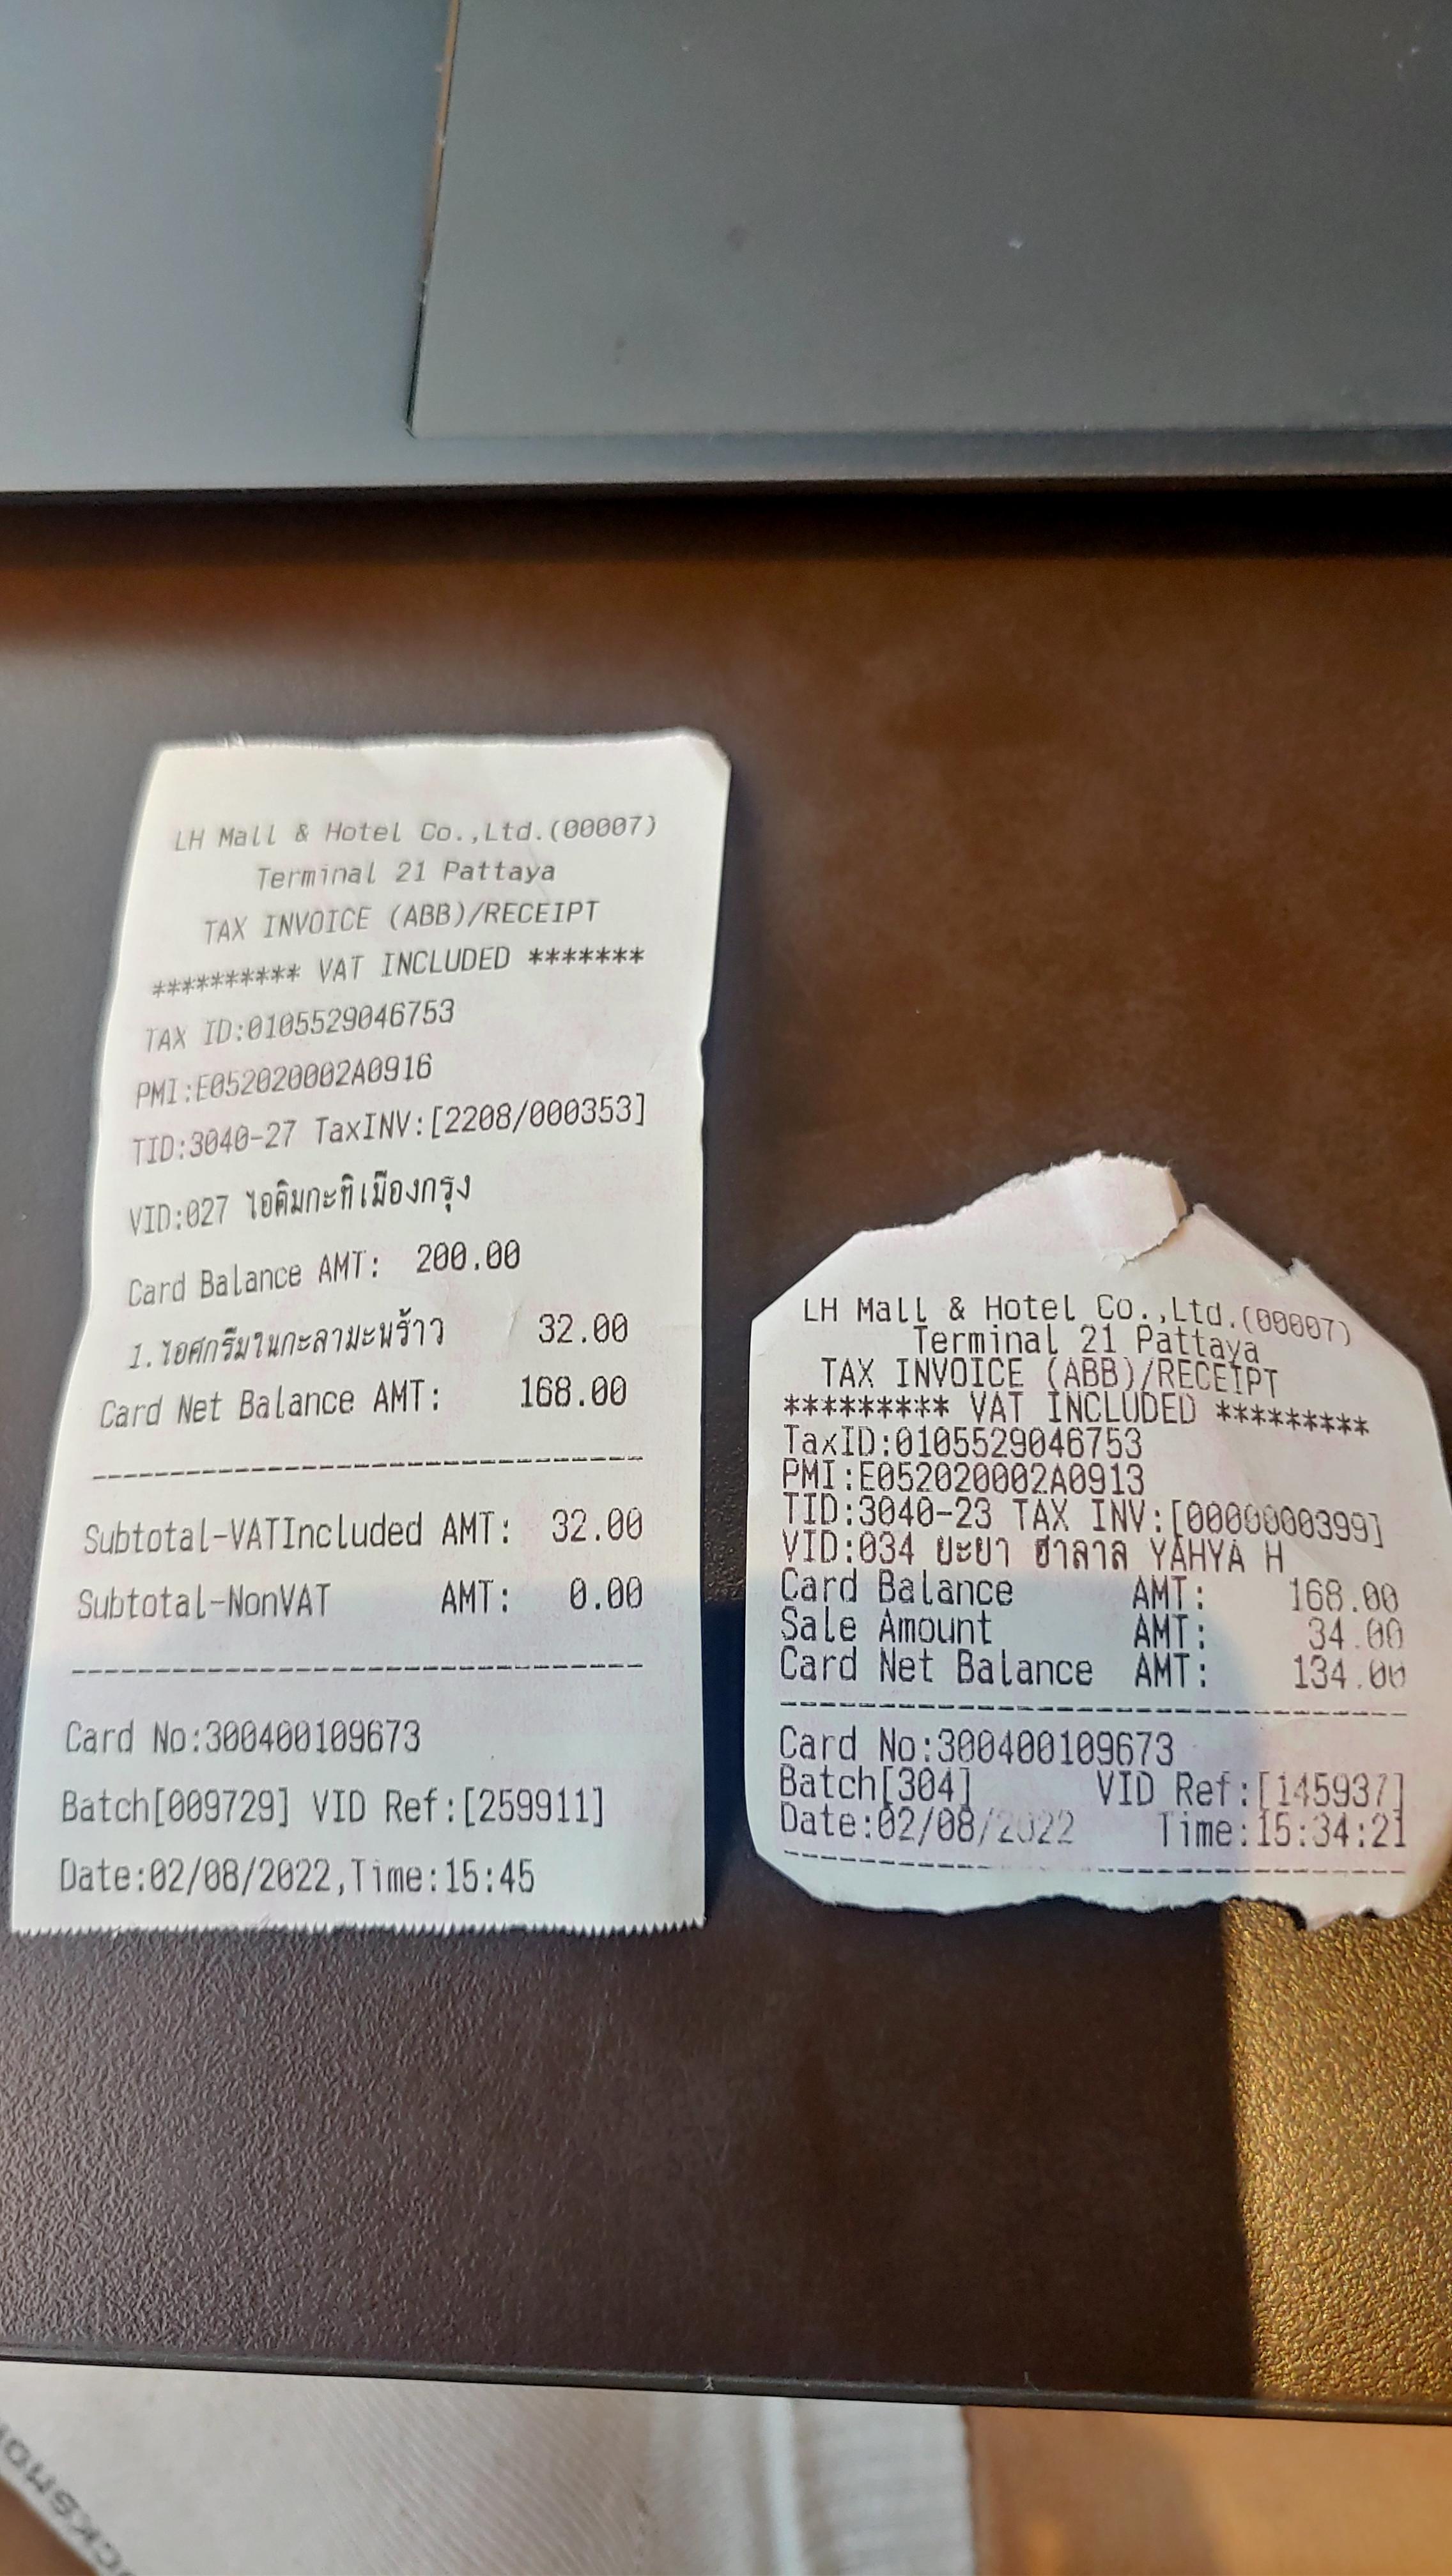 LH Mall & Hotel Co.,Ltd.(00007)
Terminal 21 Pattaya
TAX INVOICE (ABB)/RECEIPT
********** VAT INCLUDED *******
TAX ID:0105529046753
PMI:E052020002A0916
TID:3040-27 TaxINV:[2208/000353]
VID:027 ไอติมกะทิเมืองกรุง
Card Balance AMT: 200.00
1.ไอศกรีมในกะลามะพร้าว 32.00
Card Net Balance AMT: 168.00
--------------------------------
Subtotal-VATIncluded AMT: 32.00
Subtotal-NonVAT AMT: 0.00
--------------------------------
Card No:300400109673
Batch[009729] VID Ref:[259911]
Date:02/08/2022,Time:15:45
LH Mall & Hotel Co.,Ltd.(00007)
Terminal 21 Pattaya
TAX INVOICE (ABB)/RECEIPT
********* VAT INCLUDED *********
TaxID:0105529046753
PMI:E052020002A0913
TID:3040-23 TAX INV:[0000000399]
VID:034 ยะยา ฮาลาล YAHYA H
Card Balance AMT: 168.00
Sale Amount AMT: 34.00
Card Net Balance AMT: 134.00
--------------------------------
Card No:300400109673
Batch[304] VID Ref:[145937]
Date:02/08/2022 Time:15:34:21
--------------------------------